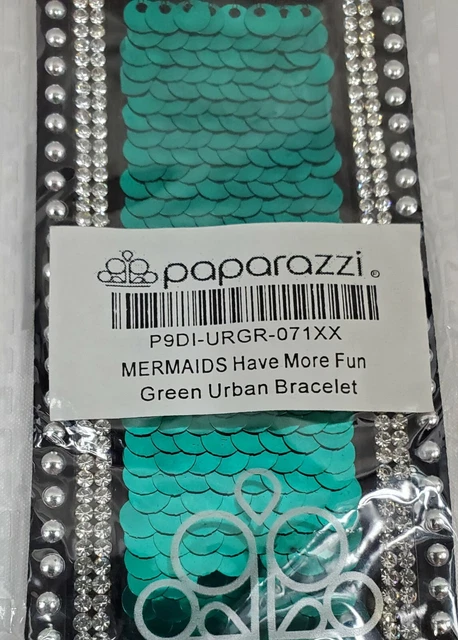 paparazzi®
P9DI-URGR-071XX
MERMAIDS Have More Fun
Green Urban Bracelet